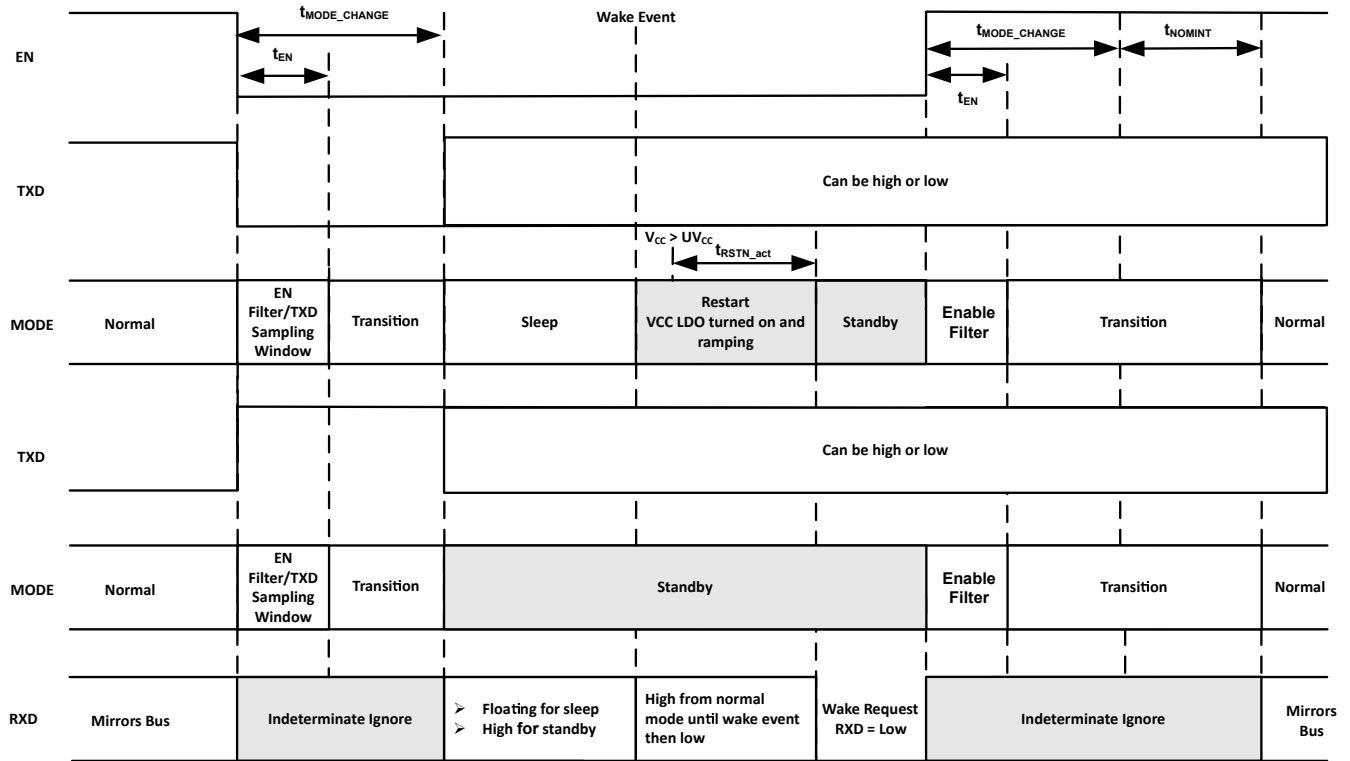 tMODE_CHANGE
Wake Event
tMODE_CHANGE
tNOMINT
EN
tEN
tEN
TXD
Can be high or low
VCC > UVCC
tRSTN_act
MODE
Normal
EN
Filter/TXD
Sampling
Window
Transition
Sleep
Restart
VCC LDO turned on and
ramping
Standby
Enable
Filter
Transition
Normal
TXD
Can be high or low
MODE
Normal
EN
Filter/TXD
Sampling
Window
Transition
Standby
Enable
Filter
Transition
Normal
RXD
Mirrors Bus
Indeterminate Ignore
➢ Floating for sleep
➢ High for standby
High from normal
mode until wake event
then low
Wake Request
RXD = Low
Indeterminate Ignore
Mirrors
Bus